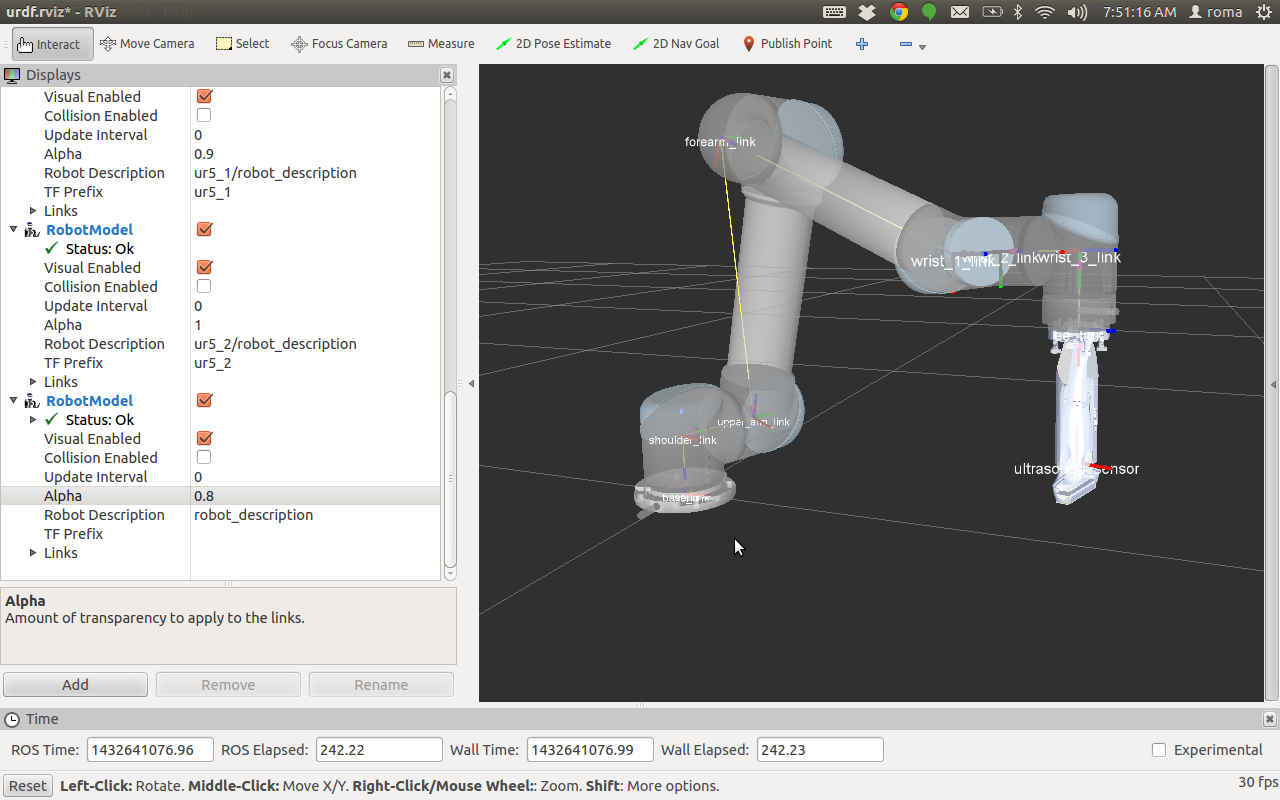 urdf.rviz* - RViz
7:51:16 AM roma
Interact Move Camera Select Focus Camera Measure 2D Pose Estimate 2D Nav Goal Publish Point
Displays
Visual Enabled
Collision Enabled
Update Interval 0
Alpha 0.9
Robot Description ur5_1/robot_description
TF Prefix ur5_1
Links
RobotModel
Status: Ok
Visual Enabled
Collision Enabled
Update Interval 0
Alpha 1
Robot Description ur5_2/robot_description
TF Prefix ur5_2
Links
RobotModel
Status: Ok
Visual Enabled
Collision Enabled
Update Interval 0
Alpha 0.8
Robot Description robot_description
TF Prefix
Links
Alpha
Amount of transparency to apply to the links.
Add Remove Rename
forearm_link
wrist_1_link
wrist_3_link
upper_arm_link
shoulder_link
Time
ROS Time: 1432641076.96 ROS Elapsed: 242.22 Wall Time: 1432641076.99 Wall Elapsed: 242.23 Experimental
Reset Left-Click: Rotate. Middle-Click: Move X/Y. Right-Click/Mouse Wheel:: Zoom. Shift: More options. 30 fps